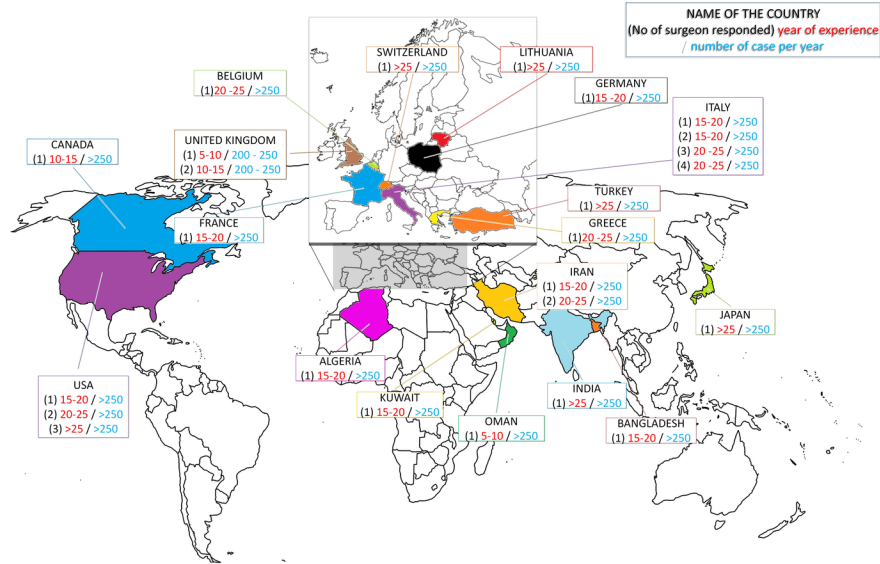 NAME OF THE COUNTRY
(No of surgeon responded) year of experience
/ number of case per year
SWITZERLAND
(1) >25 / >250
LITHUANIA
(1)>25 / >250
BELGIUM
(1)20 -25 / >250
GERMANY
(1)15 -20 / >250
ITALY
(1) 15-20 / >250
(2) 15-20 / >250
(3) 20-25 / >250
(4) 20-25 / >250
CANADA
(1) 10-15 / >250
UNITED KINGDOM
(1) 5-10 / 200 - 250
(2) 10-15 / 200 - 250
TURKEY
(1) >25 / >250
FRANCE
(1) 15-20 / >250
GREECE
(1)20 -25 / >250
IRAN
(1) 15-20 / >250
(2) 20-25 / >250
JAPAN
(1) >25 / >250
ALGERIA
(1) 15-20 / >250
USA
(1) 15-20 / >250
(2) 20-25 / >250
(3) >25 / >250
KUWAIT
(1) 15-20 / >250
INDIA
(1) >25 / >250
OMAN
(1) 5-10 / >250
BANGLADESH
(1) 15-20 / >250